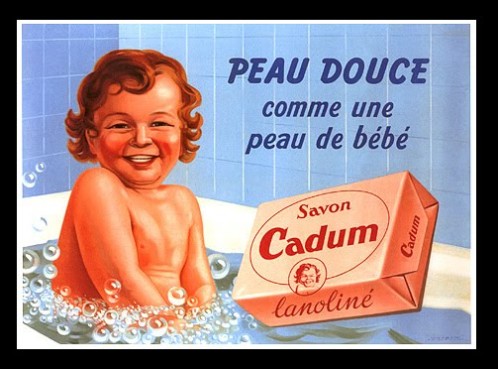 PEAU DOUCE
comme une
peau de bébé
Savon
Cadum
lanoliné
Cadum